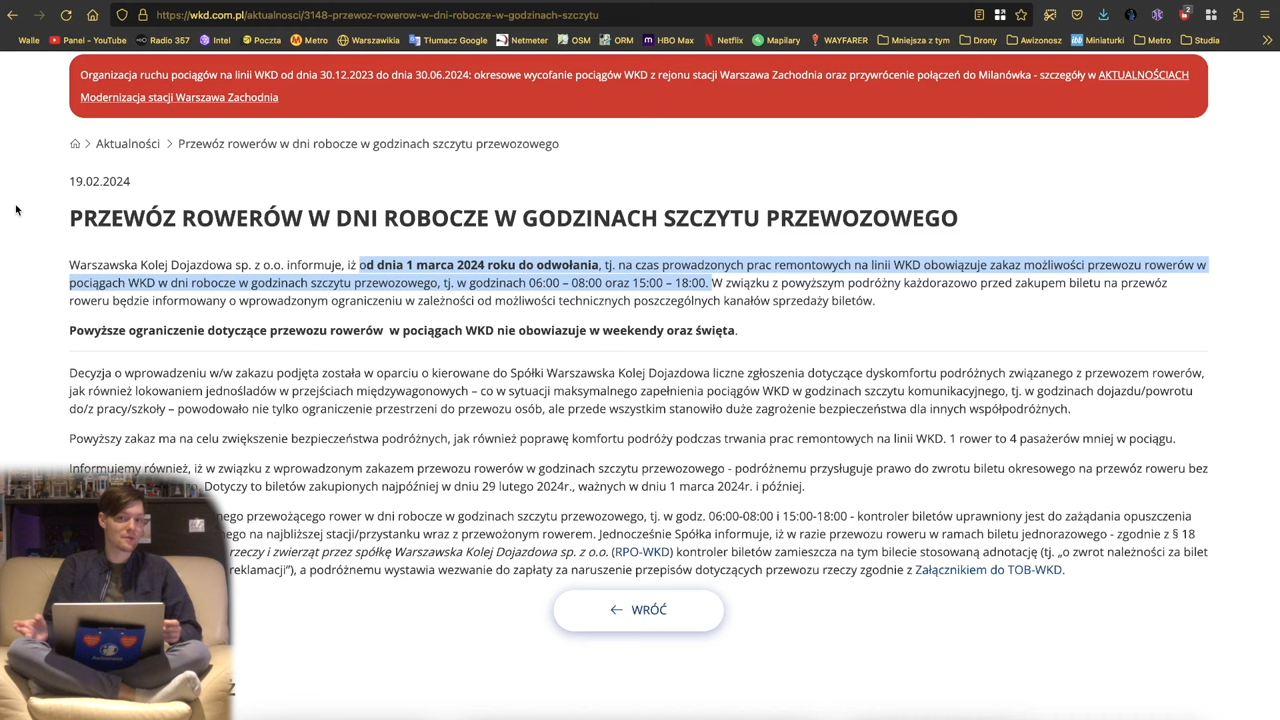 https://wkd.com.pl/aktualnosci/3148-przewoz-rowerow-w-dni-robocze-w-godzinach-szczytu
2
Walle Panel - YouTube Radio 357 Intel Poczta Metro Warszawikia Tłumacz Google Netmeter OSM ORM HBO Max Netflix Mapilary WAYFARER Mniejsza z tym Drony Awizonosz Miniaturki Metro Studia
Organizacja ruchu pociągów na linii WKD od dnia 30.12.2023 do dnia 30.06.2024: okresowe wycofanie pociągów WKD z rejonu stacji Warszawa Zachodnia oraz przywrócenie połączeń do Milanówka - szczegóły w AKTUALNOŚCIACH
Modernizacja stacji Warszawa Zachodnia
Aktualności > Przewóz rowerów w dni robocze w godzinach szczytu przewozowego
19.02.2024
PRZEWÓZ ROWERÓW W DNI ROBOCZE W GODZINACH SZCZYTU PRZEWOZOWEGO
Warszawska Kolej Dojazdowa sp. z o.o. informuje, iż od dnia 1 marca 2024 roku do odwołania, tj. na czas prowadzonych prac remontowych na linii WKD obowiązuje zakaz możliwości przewozu rowerów w
pociągach WKD w dni robocze w godzinach szczytu przewozowego, tj. w godzinach 06:00 – 08:00 oraz 15:00 – 18:00. W związku z powyższym podróżny każdorazowo przed zakupem biletu na przewóz
roweru będzie informowany o wprowadzonym ograniczeniu w zależności od możliwości technicznych poszczególnych kanałów sprzedaży biletów.
Powyższe ograniczenie dotyczące przewozu rowerów w pociągach WKD nie obowiazuje w weekendy oraz święta.
Decyzja o wprowadzeniu w/w zakazu podjęta została w oparciu o kierowane do Spółki Warszawska Kolej Dojazdowa liczne zgłoszenia dotyczące dyskomfortu podróżnych związanego z przewozem rowerów,
jak również lokowaniem jednośladów w przejściach międzywagonowych – co w sytuacji maksymalnego zapełnienia pociągów WKD w godzinach szczytu komunikacyjnego, tj. w godzinach dojazdu/powrotu
do/z pracy/szkoły – powodowało nie tylko ograniczenie przestrzeni do przewozu osób, ale przede wszystkim stanowiło duże zagrożenie bezpieczeństwa dla innych współpodróżnych.
Powyższy zakaz ma na celu zwiększenie bezpieczeństwa podróżnych, jak również poprawę komfortu podróży podczas trwania prac remontowych na linii WKD. 1 rower to 4 pasażerów mniej w pociągu.
Informujemy również, iż w związku z wprowadzonym zakazem przewozu rowerów w godzinach szczytu przewozowego - podróżnemu przysługuje prawo do zwrotu biletu okresowego na przewóz roweru bez
Dotyczy to biletów zakupionych najpóźniej w dniu 29 lutego 2024r., ważnych w dniu 1 marca 2024r. i później.
nego przewożącego rower w dni robocze w godzinach szczytu przewozowego, tj. w godz. 06:00-08:00 i 15:00-18:00 - kontroler biletów uprawniony jest do zażądania opuszczenia
nego na najbliższej stacji/przystanku wraz z przewożonym rowerem. Jednocześnie Spółka informuje, iż w razie przewozu roweru w ramach biletu jednorazowego - zgodnie z § 18
rzeczy i zwierząt przez spółkę Warszawska Kolej Dojazdowa sp. z o.o. (RPO-WKD) kontroler biletów zamieszcza na tym bilecie stosowaną adnotację (tj. „o zwrot należności za bilet
reklamacji”), a podróżnemu wystawia wezwanie do zapłaty za naruszenie przepisów dotyczących przewozu rzeczy zgodnie z Załącznikiem do TOB-WKD.
← WRÓĆ